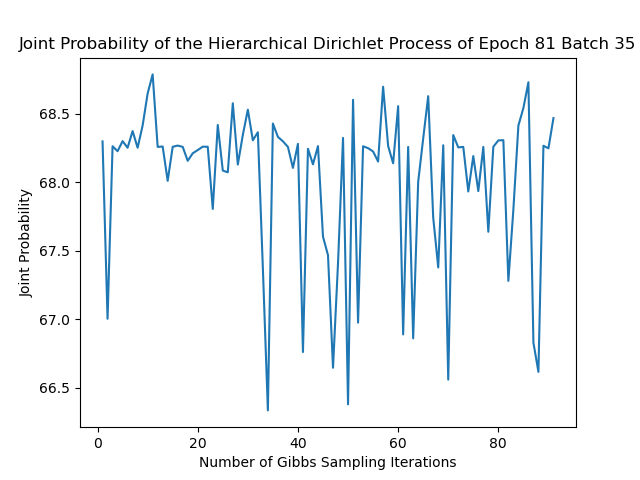 Joint Probability of the Hierarchical Dirichlet Process of Epoch 81 Batch 35
Joint Probability
68.5
68.0
67.5
67.0
66.5
0 20 40 60 80
Number of Gibbs Sampling Iterations